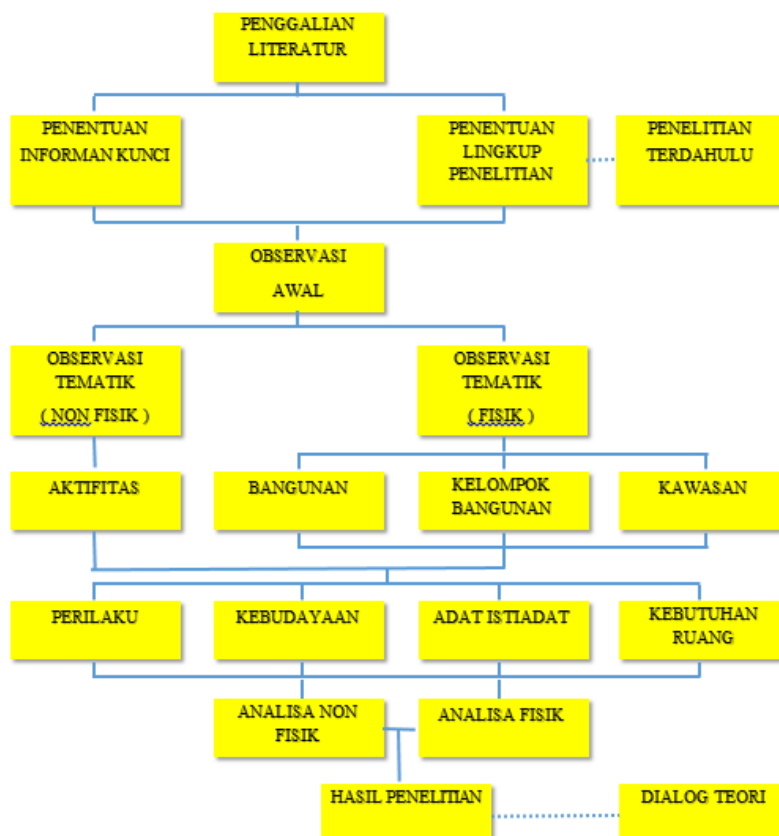 PENGGALIAN
LITERATUR
PENENTUAN
INFORMAN KUNCI
PENENTUAN
LINGKUP
PENELITIAN
PENELITIAN
TERDAHULU
OBSERVASI
AWAL
OBSERVASI
TEMATIK
( NON FISIK )
OBSERVASI
TEMATIK
( FISIK )
AKTIFITAS
BANGUNAN
KELOMPOK
BANGUNAN
KAWASAN
PERILAKU
KEBUDAYAAN
ADAT ISTIADAT
KEBUTUHAN
RUANG
ANALISA NON
FISIK
ANALISA FISIK
HASIL PENELITIAN
DIALOG TEORI